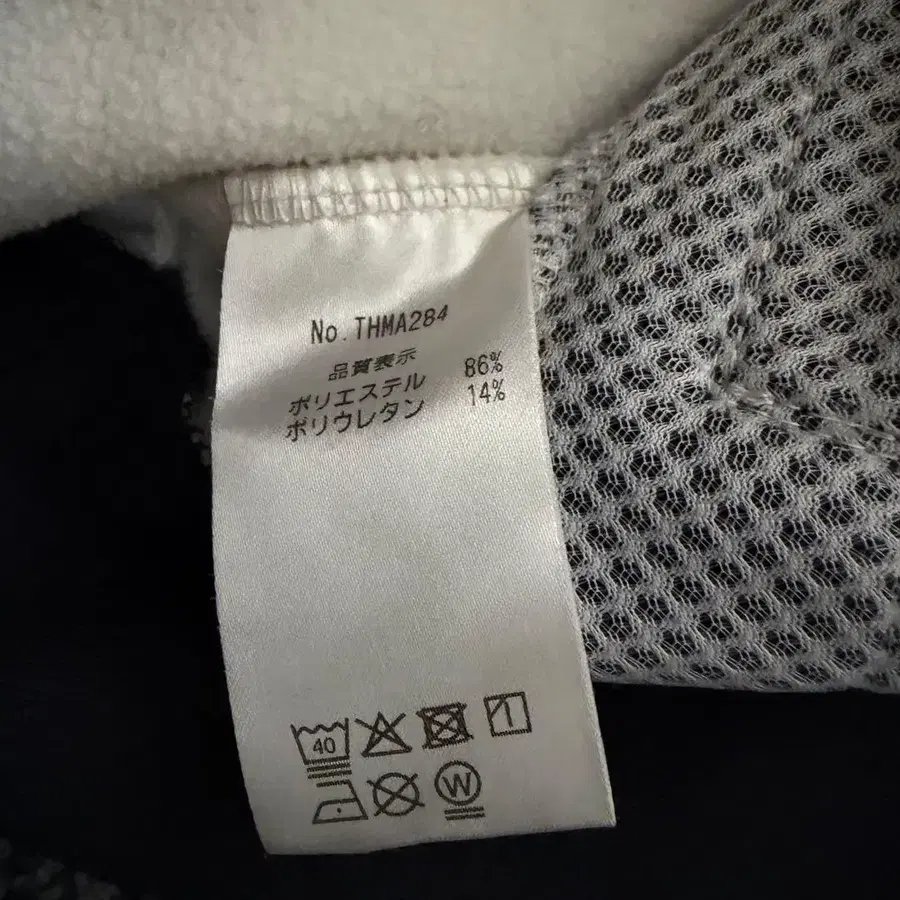 No.THMA284
品質表示
ポリエステル 86%
ポリウレタン 14%
40
W